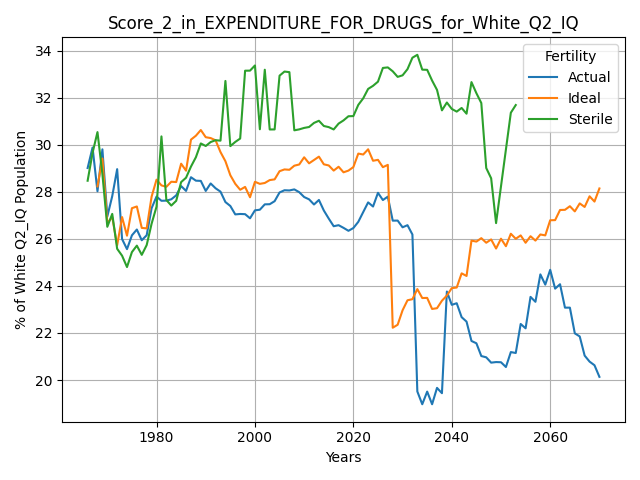 Score_2_in_EXPENDITURE_FOR_DRUGS_for_White_Q2_IQ
Fertility
Actual
Ideal
Sterile
% of White Q2_IQ Population
34
32
30
28
26
24
22
20
1980
2000
2020
2040
2060
Years